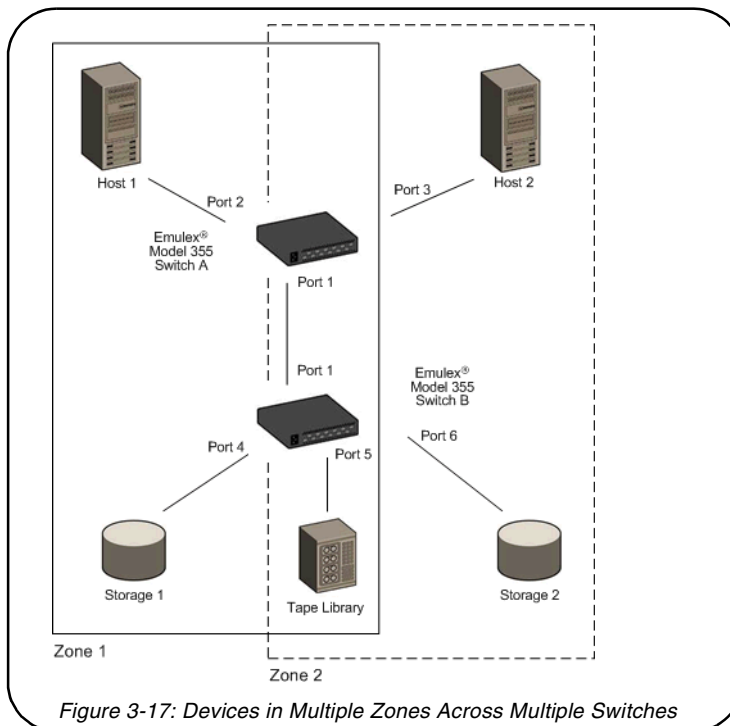 Host 1
Host 2
Port 2
Port 3
Emulex®
Model 355
Switch A
Port 1
Port 1
Emulex®
Model 355
Switch B
Port 4
Port 5
Port 6
Storage 1
Tape Library
Storage 2
Zone 1
Zone 2
Figure 3-17: Devices in Multiple Zones Across Multiple Switches